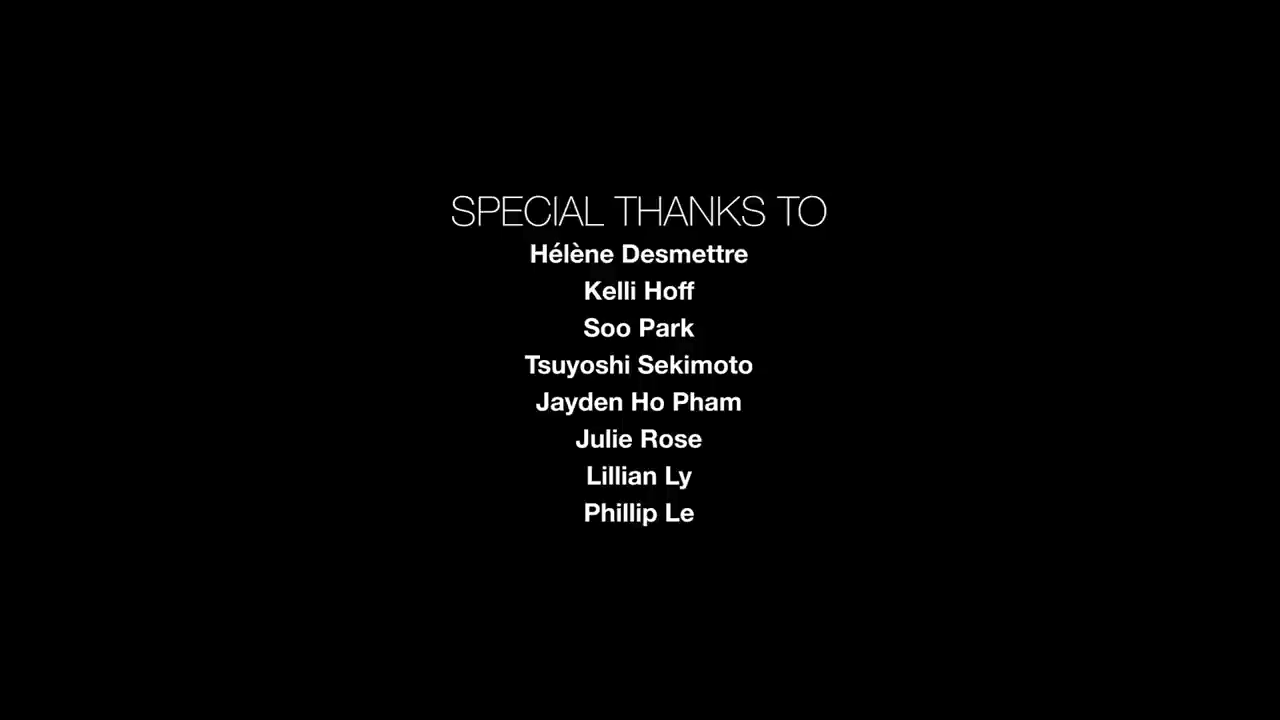 SPECIAL THANKS TO
Hélène Desmettre
Kelli Hoff
Soo Park
Tsuyoshi Sekimoto
Jayden Ho Pham
Julie Rose
Lillian Ly
Phillip Le